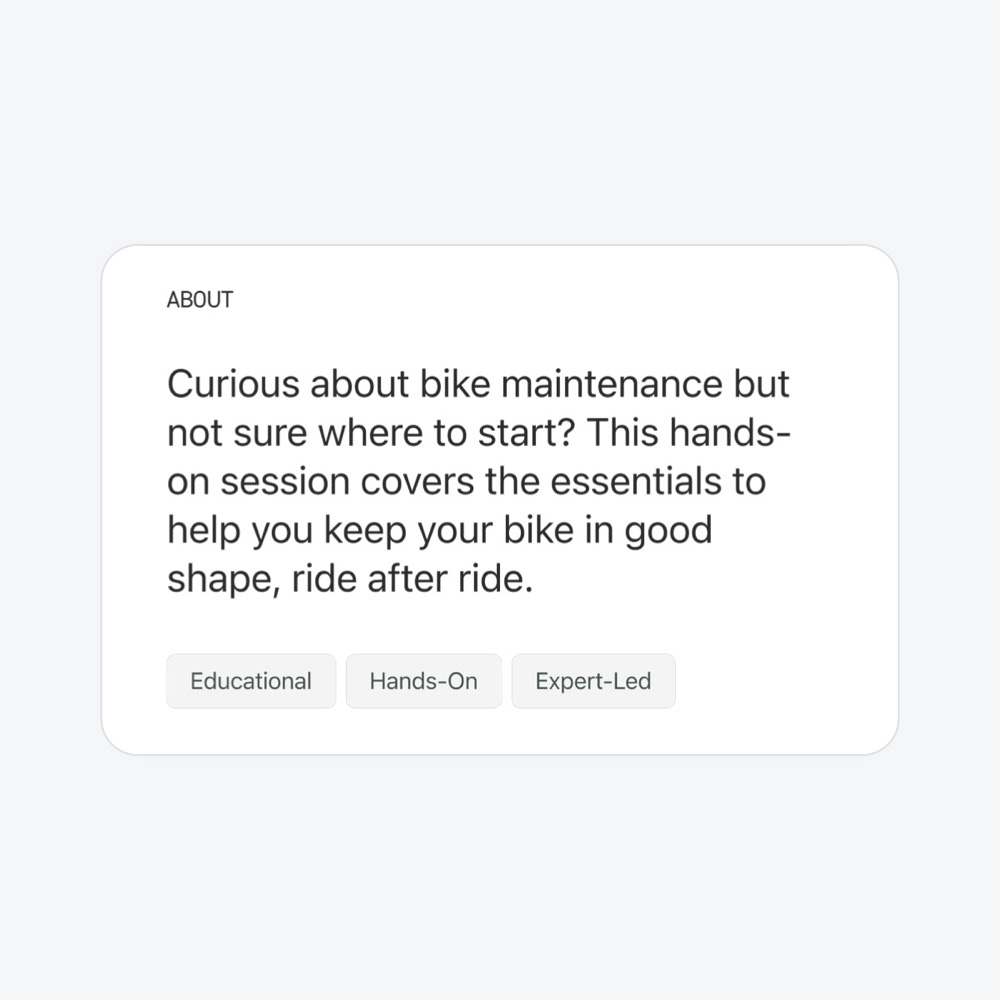 ABOUT
Curious about bike maintenance but
not sure where to start? This hands-
on session covers the essentials to
help you keep your bike in good
shape, ride after ride.
Educational
Hands-On
Expert-Led